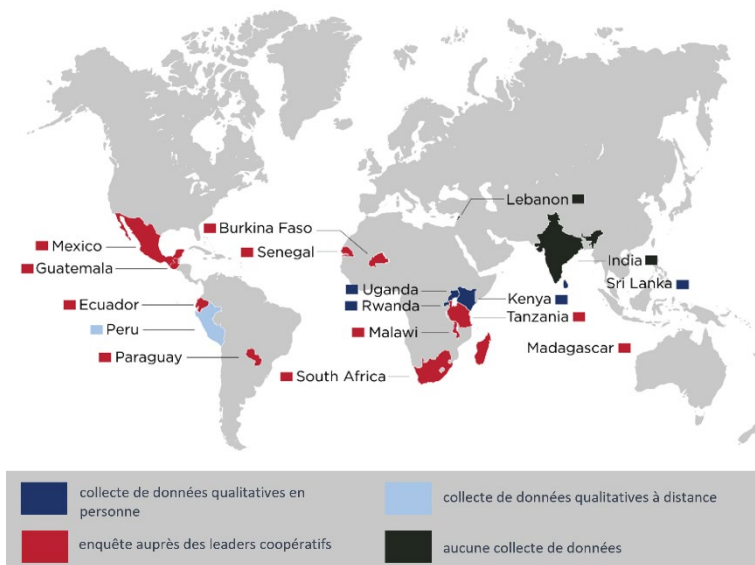 Lebanon
Burkina Faso
Mexico
Senegal
India
Guatemala
Sri Lanka
Uganda
Ecuador
Rwanda
Kenya
Peru
Tanzania
Malawi
Madagascar
Paraguay
South Africa
collecte de données qualitatives en
personne
collecte de données qualitatives à distance
enquête auprès des leaders coopératifs
aucune collecte de données